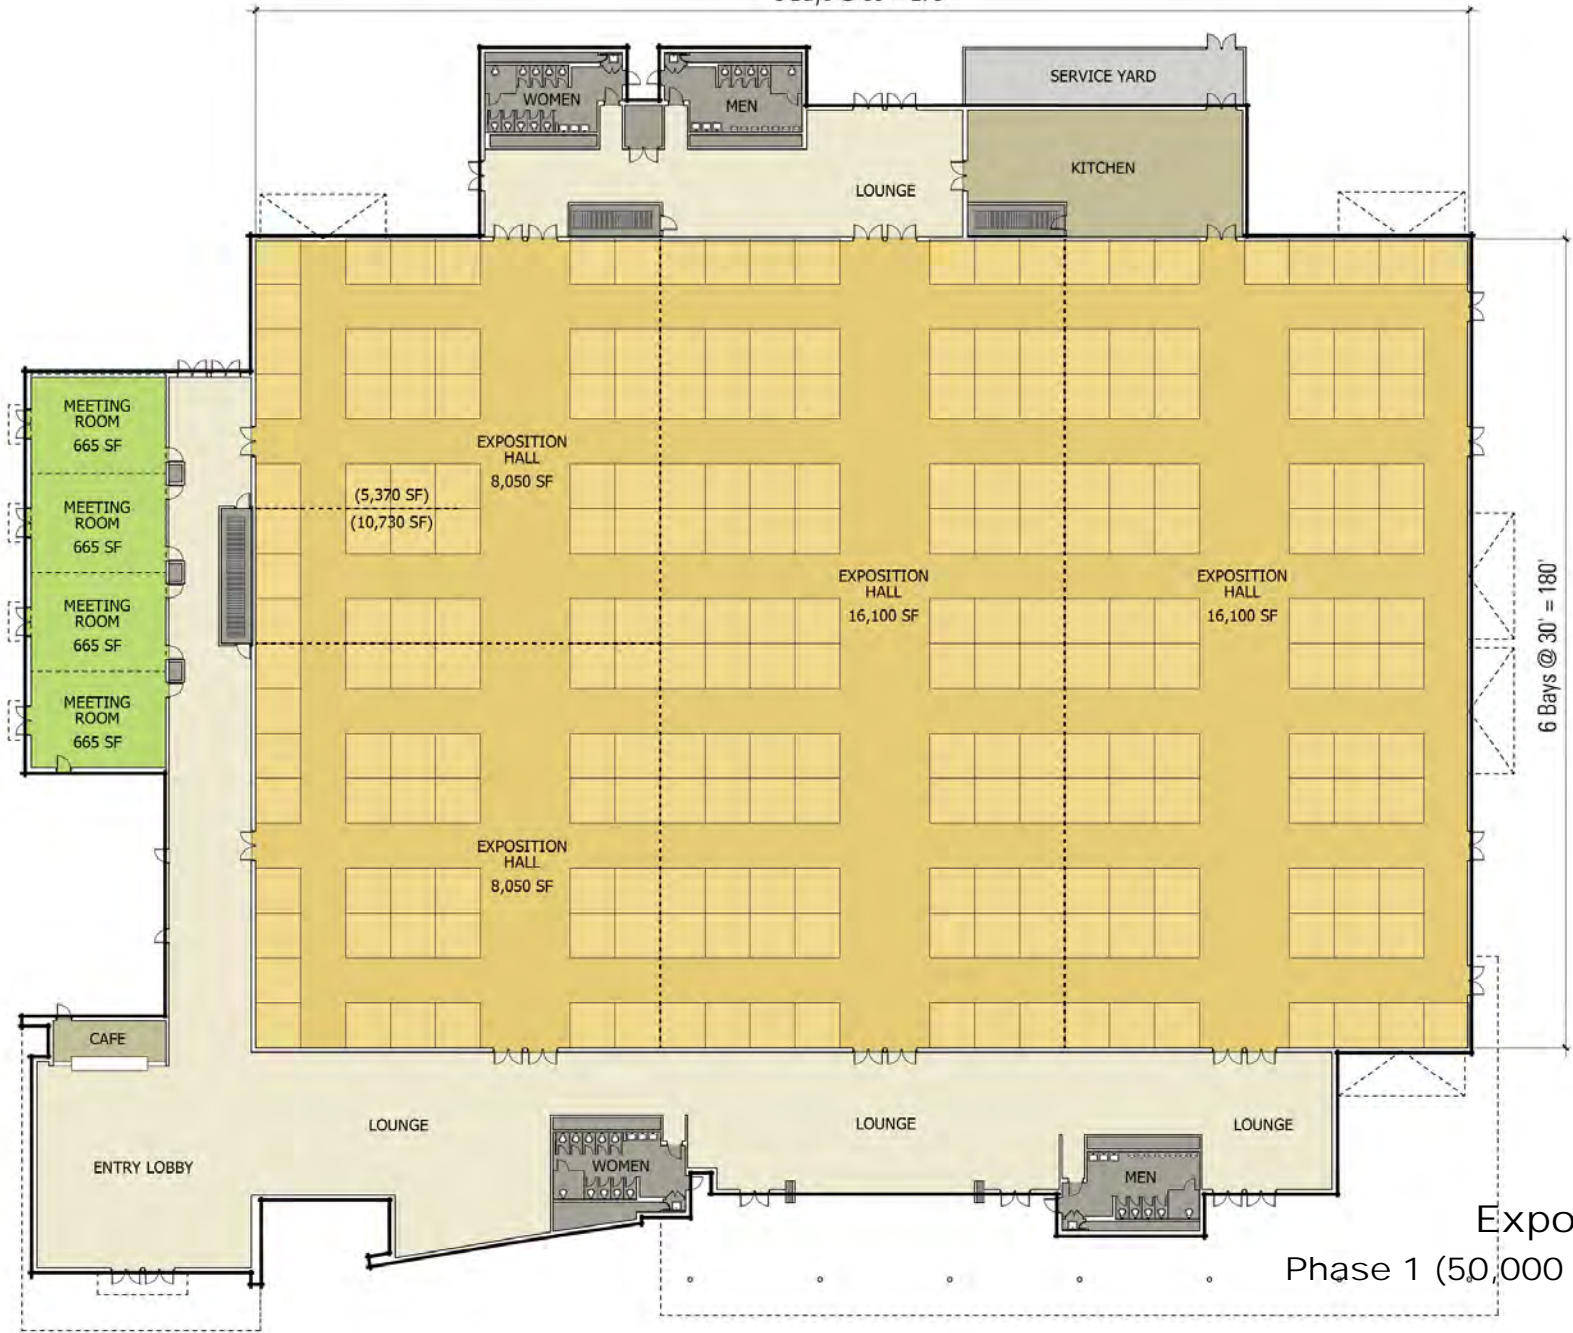 SERVICE YARD
WOMEN
MEN
KITCHEN
LOUNGE
MEETING
ROOM
665 SF
MEETING
ROOM
665 SF
MEETING
ROOM
665 SF
MEETING
ROOM
665 SF
EXPOSITION
HALL
8,050 SF
(5,370 SF)
(10,730 SF)
EXPOSITION
HALL
16,100 SF
EXPOSITION
HALL
16,100 SF
6 Bays @ 30' = 180'
EXPOSITION
HALL
8,050 SF
CAFE
LOUNGE
LOUNGE
LOUNGE
ENTRY LOBBY
WOMEN
MEN
Expo
Phase 1 (50,000